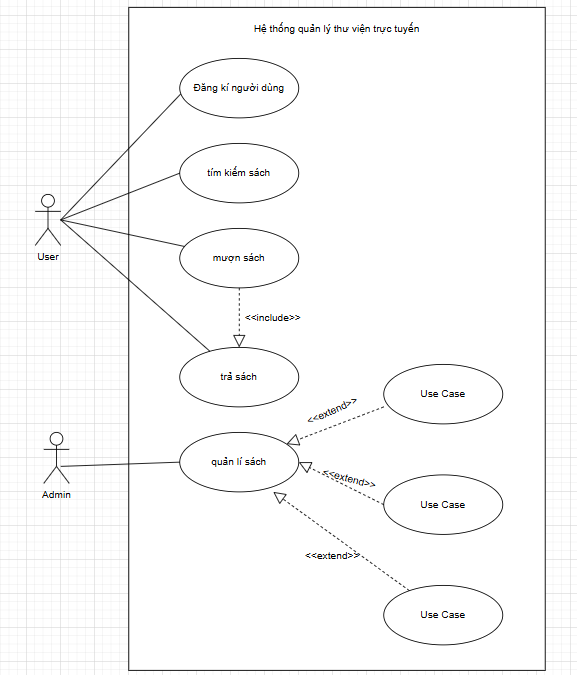 Hệ thống quản lý thư viện trực tuyến
Đăng kí người dùng
tím kiếm sách
mượn sách
User
<<include>>
trả sách
Use Case
<<extend>>
Admin
quản lí sách
<<extend>>
Use Case
<<extend>>
Use Case